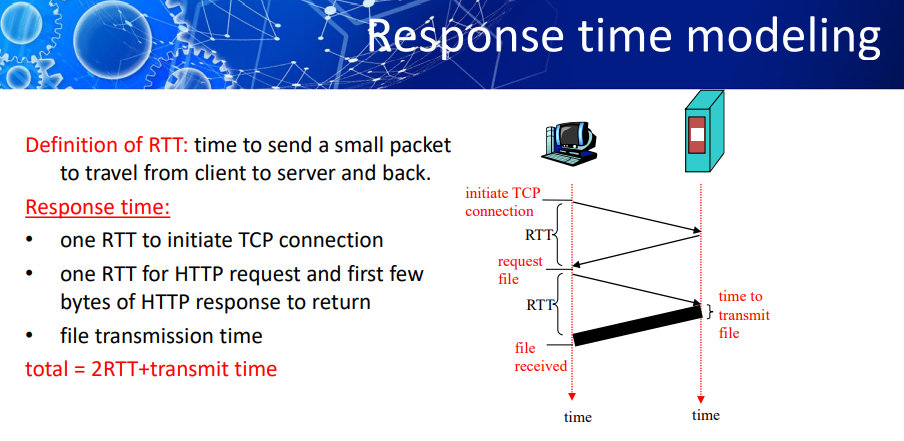 Response time modeling
Definition of RTT: time to send a small packet
to travel from client to server and back.
Response time:
• one RTT to initiate TCP connection
• one RTT for HTTP request and first few
bytes of HTTP response to return
• file transmission time
total = 2RTT+transmit time
initiate TCP
connection
RTT
request
file
RTT
time to
transmit
file
file
received
time
time